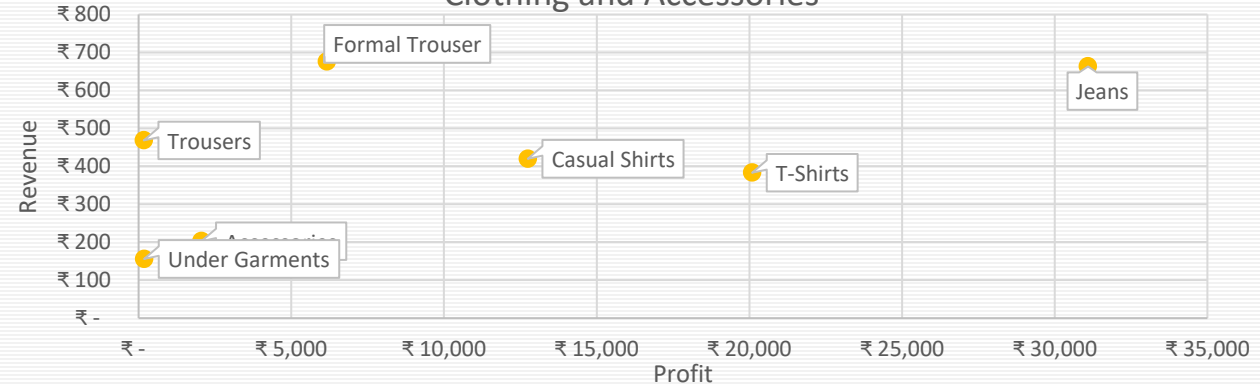 Clothing and Accessories
₹ 800
₹ 700
₹ 600
₹ 500
₹ 400
₹ 300
₹ 200
₹ 100
₹ -
Revenue
Formal Trouser
Jeans
Trousers
Casual Shirts
T-Shirts
Accessories
Under Garments
₹ -
₹ 5,000
₹ 10,000
₹ 15,000
₹ 20,000
₹ 25,000
₹ 30,000
₹ 35,000
Profit